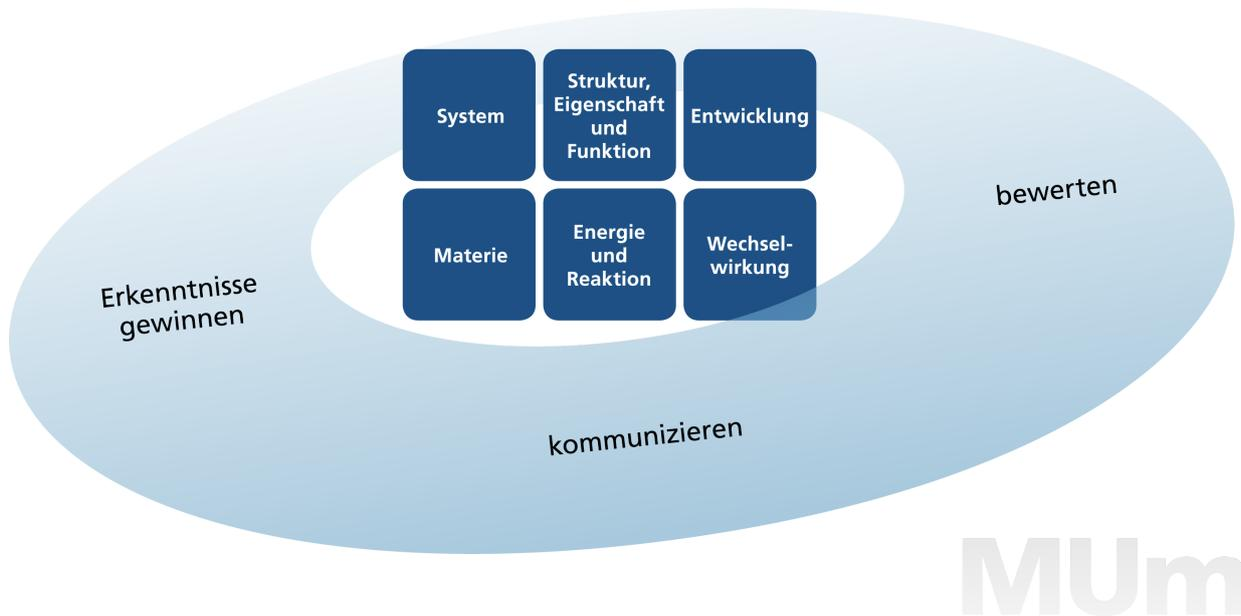 System
Struktur,
Eigenschaft
und
Funktion
Entwicklung
Materie
Energie
und
Reaktion
Wechsel-
wirkung
bewerten
Erkenntnisse
gewinnen
kommunizieren
MUm